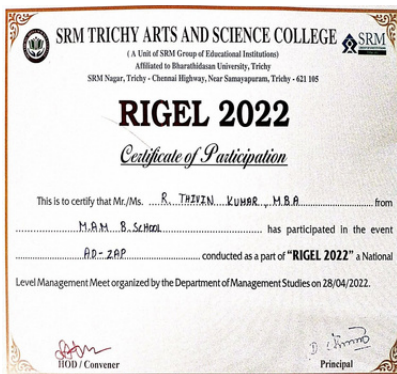 SRM TRICHY ARTS AND SCIENCE COLLEGE
SRM
( A Unit of SRM Group of Educational Institutions)
Affiliated to Bharathidasan University, Trichy
SRM Nagar, Trichy - Chennai Highway, Near Samayapuram, Trichy - 621 105
RIGEL 2022
Certificate of Participation
This is to certify that Mr./Ms. R. THIVIN KUMAR, M.B.A from
M.A.M B. SCHOOL has participated in the event
AD-ZAP conducted as a part of "RIGEL 2022" a National
Level Management Meet organized by the Department of Management Studies on 28/04/2022.
HOD / Convener
Principal